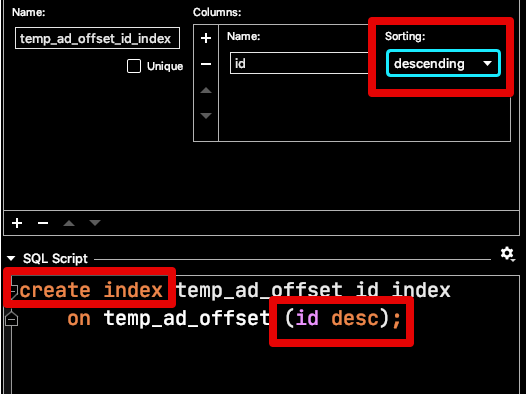 Name:
Columns:
temp_ad_offset_id_index
Unique
Name:
Sorting:
id
descending
SQL Script
create index temp_ad_offset_id_index
on temp_ad_offset (id desc);